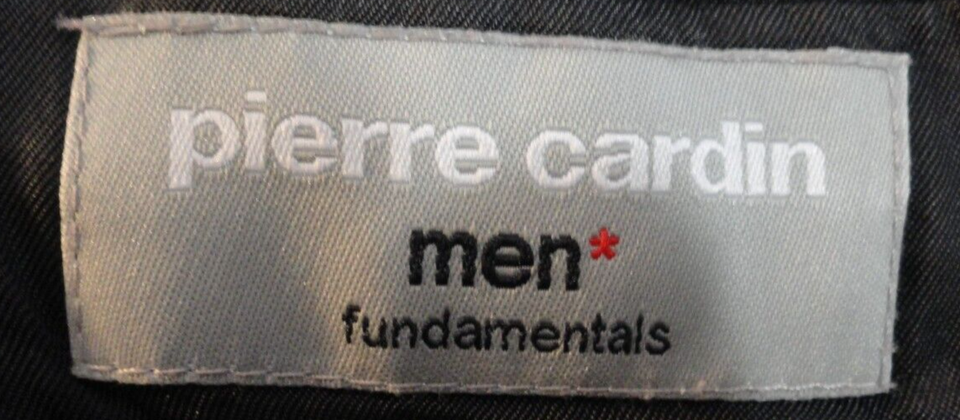 pierre cardin
men*
fundamentals